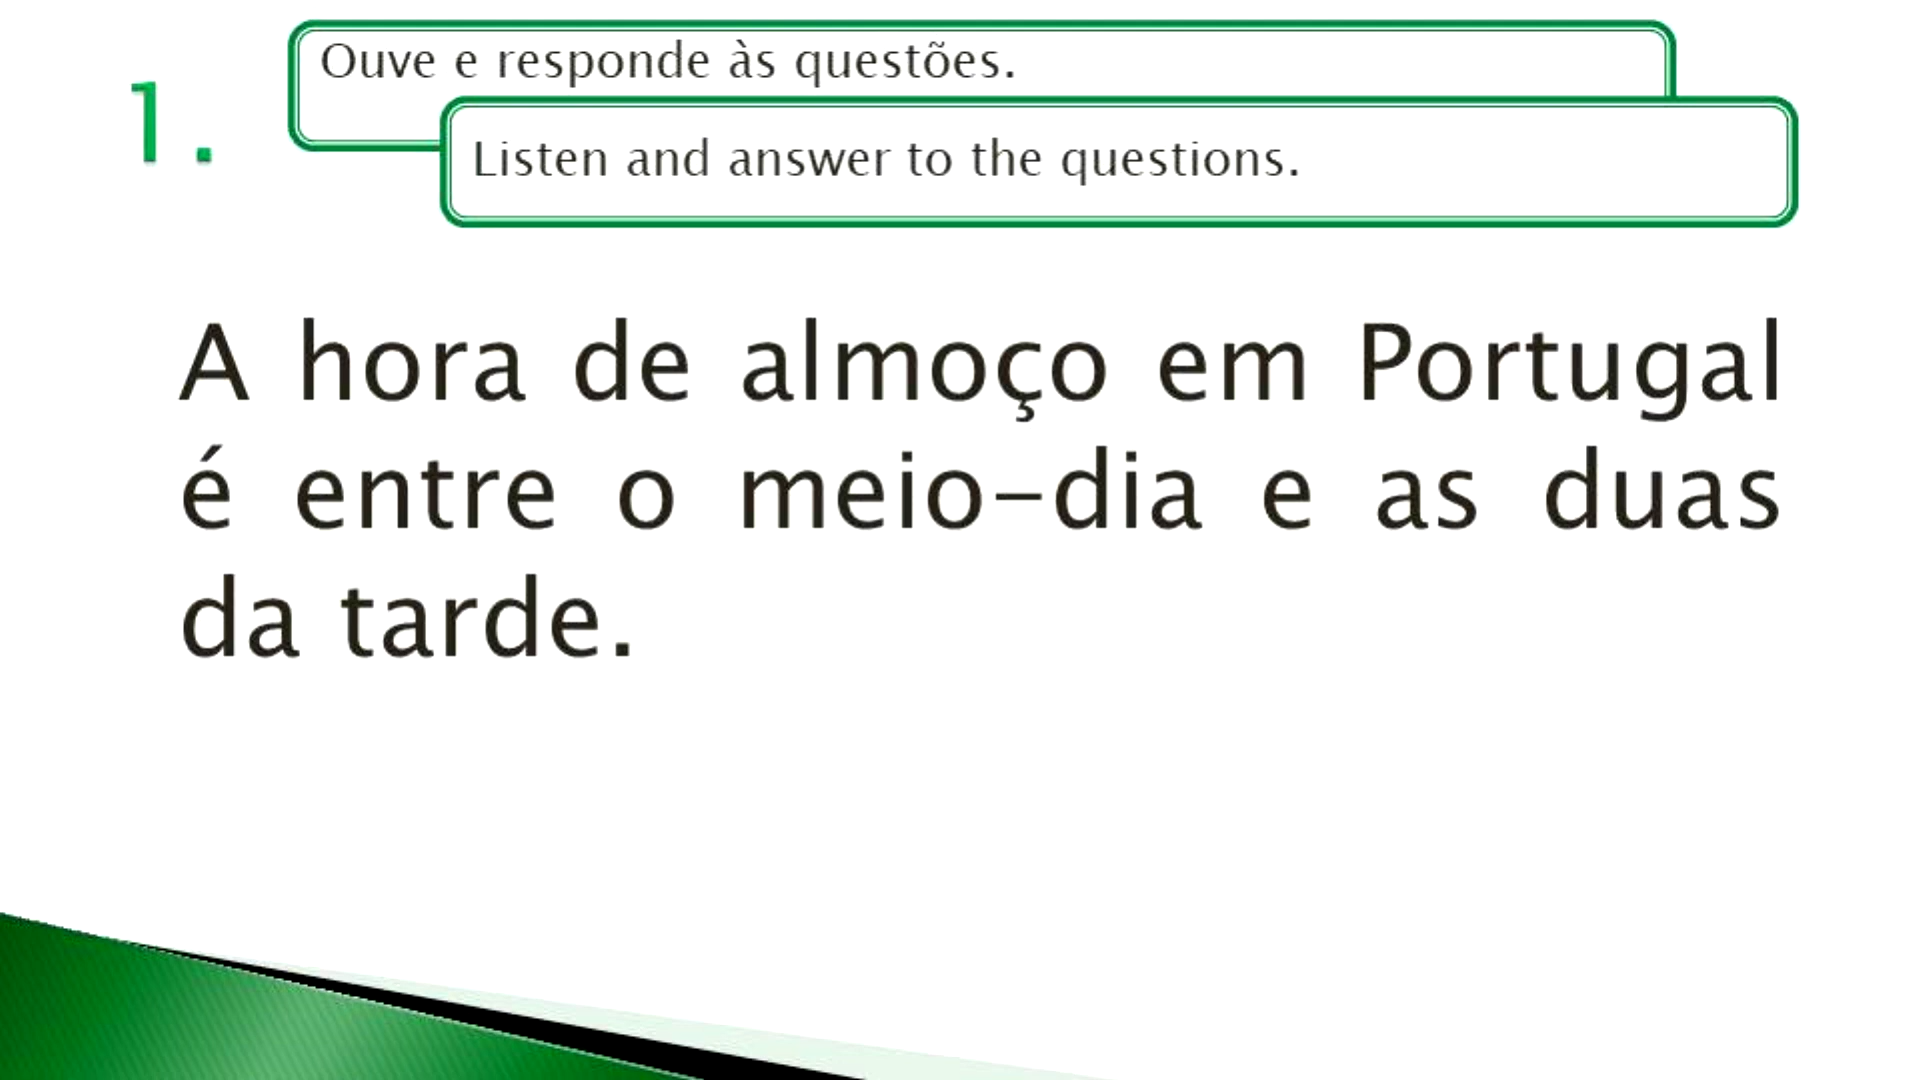 1.
Ouve e responde às questões.
Listen and answer to the questions.
A hora de almoço em Portugal
é entre o meio-dia e as duas
da tarde.